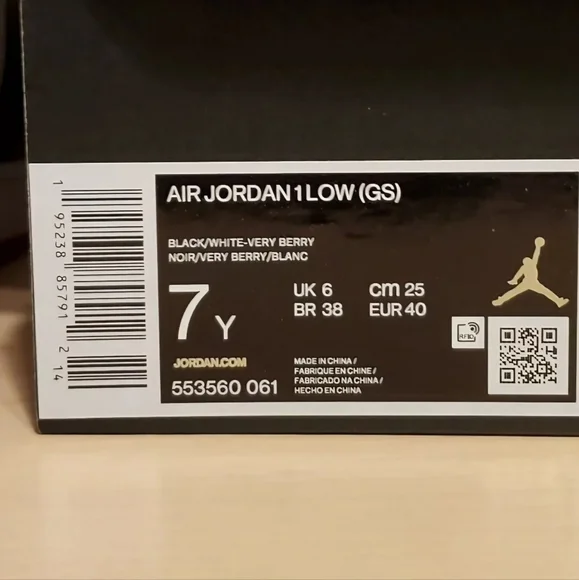 1 95238 85791 2 14
AIR JORDAN 1 LOW (GS)
BLACK/WHITE-VERY BERRY
NOIR/VERY BERRY/BLANC
7Y
UK 6 cm 25
BR 38 EUR 40
JORDAN.COM
553560 061
MADE IN CHINA /
FABRIQUE EN CHINE /
FABRICADO NA CHINA /
HECHO EN CHINA
RFID